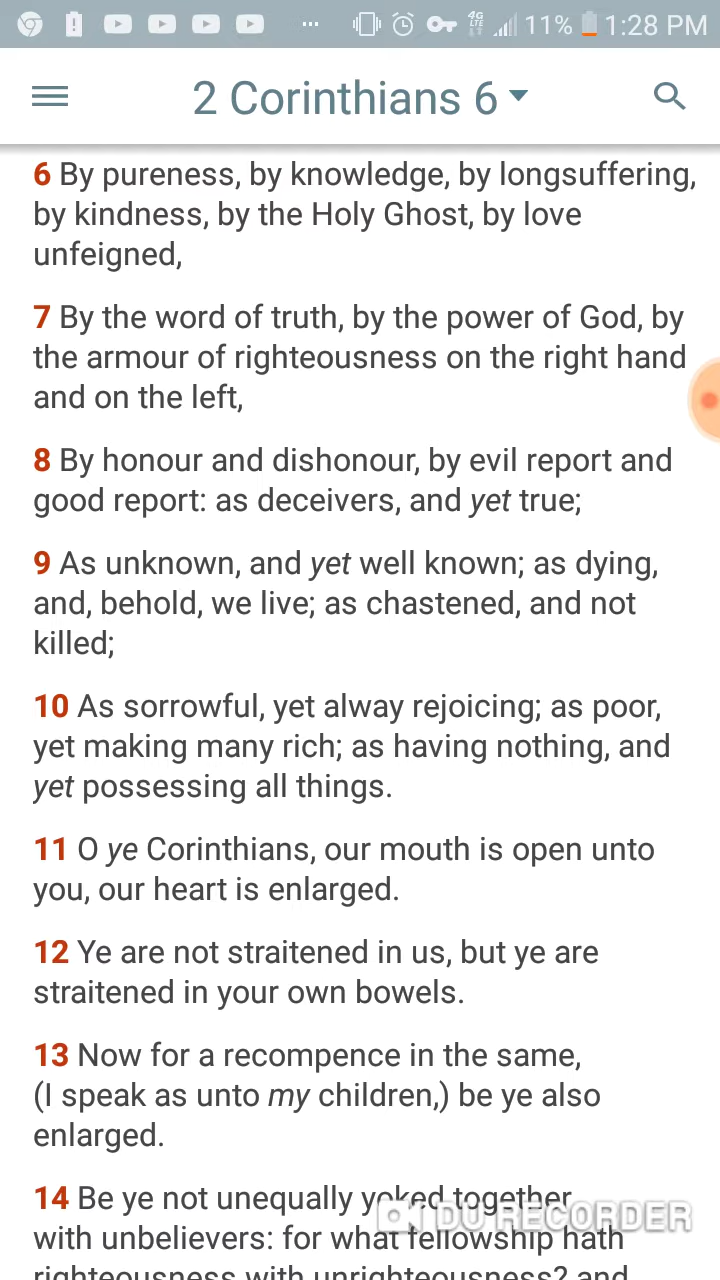 11% 1:28 PM
4G
LTE
2 Corinthians 6
6 By pureness, by knowledge, by longsuffering,
by kindness, by the Holy Ghost, by love
unfeigned,
7 By the word of truth, by the power of God, by
the armour of righteousness on the right hand
and on the left,
8 By honour and dishonour, by evil report and
good report: as deceivers, and yet true;
9 As unknown, and yet well known; as dying,
and, behold, we live; as chastened, and not
killed;
10 As sorrowful, yet alway rejoicing; as poor,
yet making many rich; as having nothing, and
yet possessing all things.
11 O ye Corinthians, our mouth is open unto
you, our heart is enlarged.
12 Ye are not straitened in us, but ye are
straitened in your own bowels.
13 Now for a recompence in the same,
(I speak as unto my children,) be ye also
enlarged.
14 Be ye not unequally yoked together
DU RECORDER
with unbelievers: for what fellowship hath
righteousness with unrighteousness? and